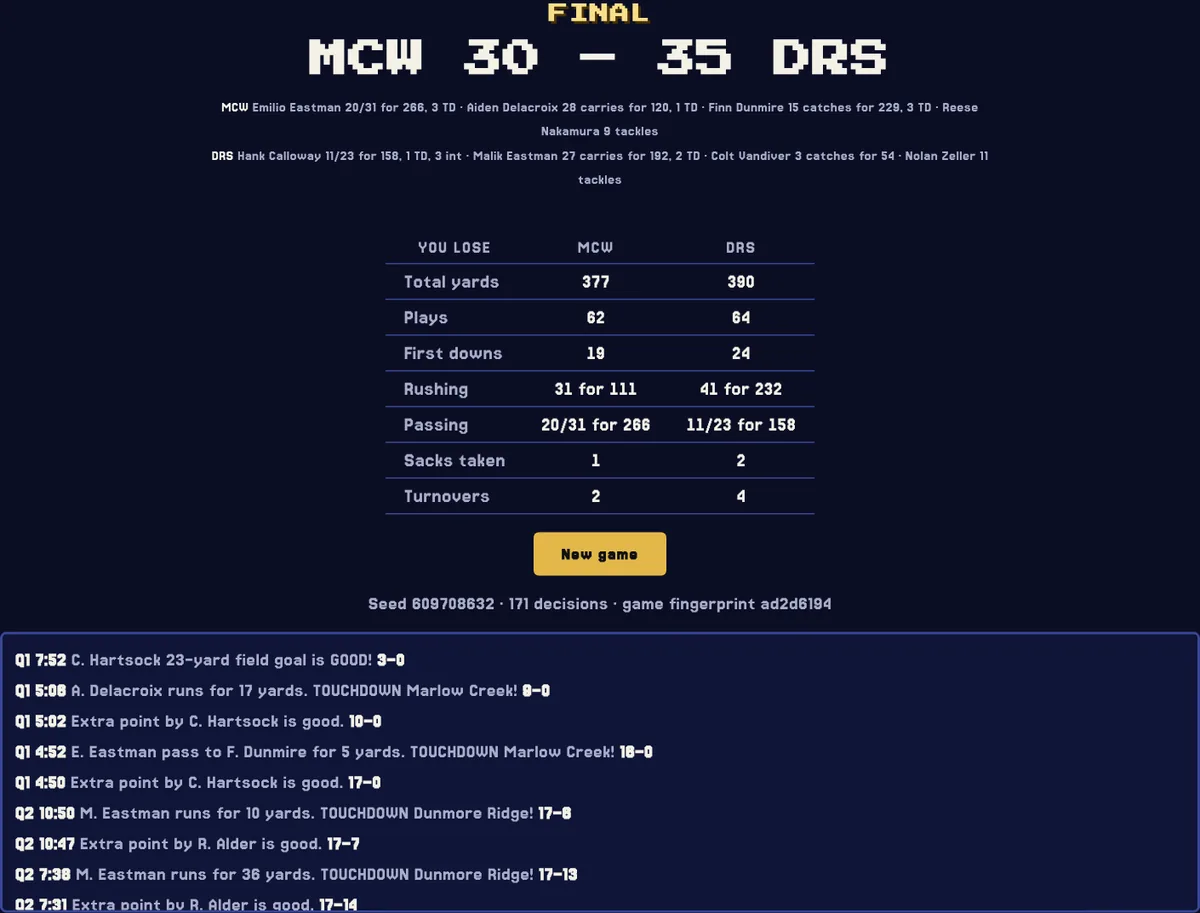 FINAL
MCW 30 – 35 DRS
MCW Emilio Eastman 20/31 for 266, 3 TD · Aiden Delacroix 28 carries for 120, 1 TD · Finn Dunmire 15 catches for 229, 3 TD · Reese
Nakamura 9 tackles
DRS Hank Calloway 11/23 for 158, 1 TD, 3 int · Malik Eastman 27 carries for 192, 2 TD · Colt Vandiver 3 catches for 54 · Nolan Zeller 11
tackles
YOU LOSE MCW DRS
Total yards 377 390
Plays 62 64
First downs 19 24
Rushing 31 for 111 41 for 232
Passing 20/31 for 266 11/23 for 158
Sacks taken 1 2
Turnovers 2 4
New game
Seed 609708632 · 171 decisions · game fingerprint ad2d6194
Q1 7:52 C. Hartsock 23-yard field goal is GOOD! 3–0
Q1 5:08 A. Delacroix runs for 17 yards. TOUCHDOWN Marlow Creek! 9–0
Q1 5:02 Extra point by C. Hartsock is good. 10–0
Q1 4:52 E. Eastman pass to F. Dunmire for 5 yards. TOUCHDOWN Marlow Creek! 16–0
Q1 4:50 Extra point by C. Hartsock is good. 17–0
Q2 10:50 M. Eastman runs for 10 yards. TOUCHDOWN Dunmore Ridge! 17–6
Q2 10:47 Extra point by R. Alder is good. 17–7
Q2 7:38 M. Eastman runs for 36 yards. TOUCHDOWN Dunmore Ridge! 17–13
Q2 7:31 Extra point by R. Alder is good. 17–14